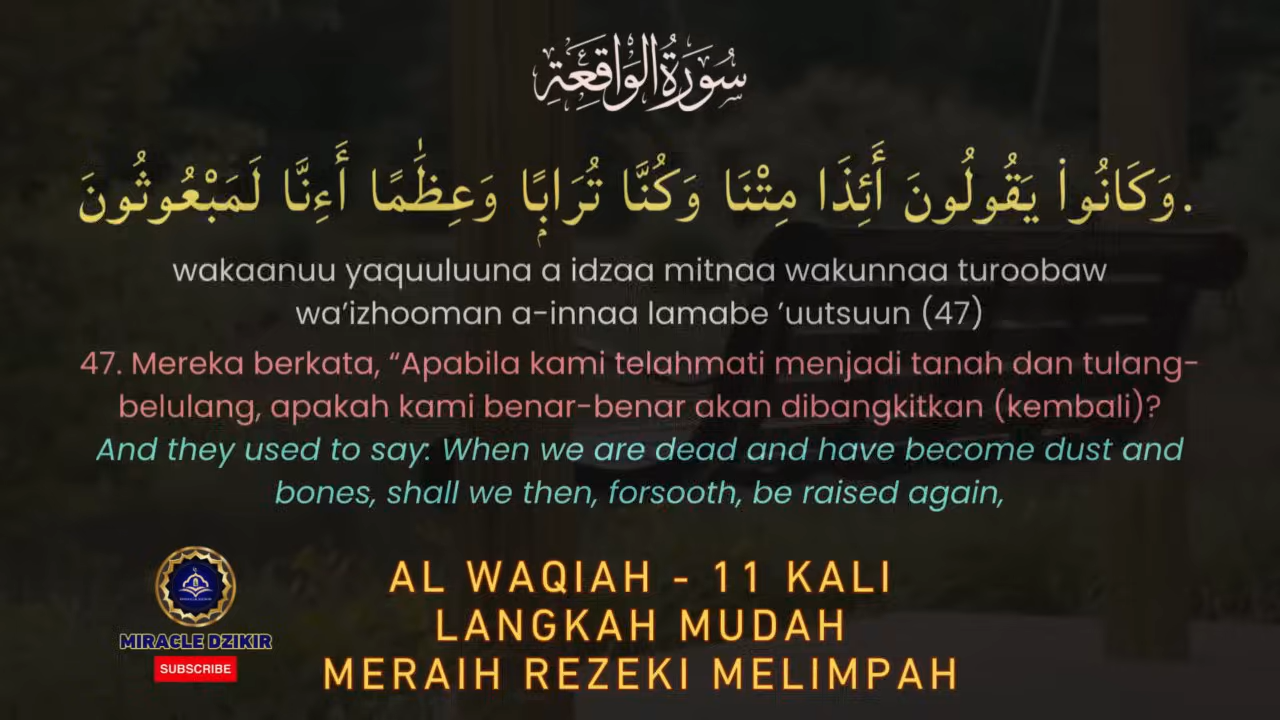 سُورَةُ الْوَاقِعَةِ
وَكَانُوا۟ يَقُولُونَ أَئِذَا مِتْنَا وَكُنَّا تُرَابًۭا وَعِظَٰمًا أَءِنَّا لَمَبْعُوثُونَ.
wakaanuu yaquuluuna a idzaa mitnaa wakunnaa turoobaw
wa’izhooman a-innaa lamabe ’uutsuun (47)
47. Mereka berkata, “Apabila kami telahmati menjadi tanah dan tulang-
belulang, apakah kami benar-benar akan dibangkitkan (kembali)?
And they used to say: When we are dead and have become dust and
bones, shall we then, forsooth, be raised again,
AL WAQIAH - 11 KALI
LANGKAH MUDAH
MERAIH REZEKI MELIMPAH
MIRACLE DZIKIR
SUBSCRIBE